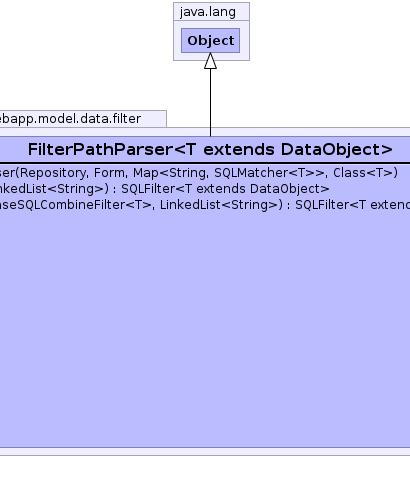 java.lang
Object
ebapp.model.data.filter
FilterPathParser<T extends DataObject>
ser(Repository, Form, Map<String, SQLMatcher<T>>, Class<T>)
nkedList<String>) : SQLFilter<T extends DataObject>
aseSQLCombineFilter<T>, LinkedList<String>) : SQLFilter<T extend